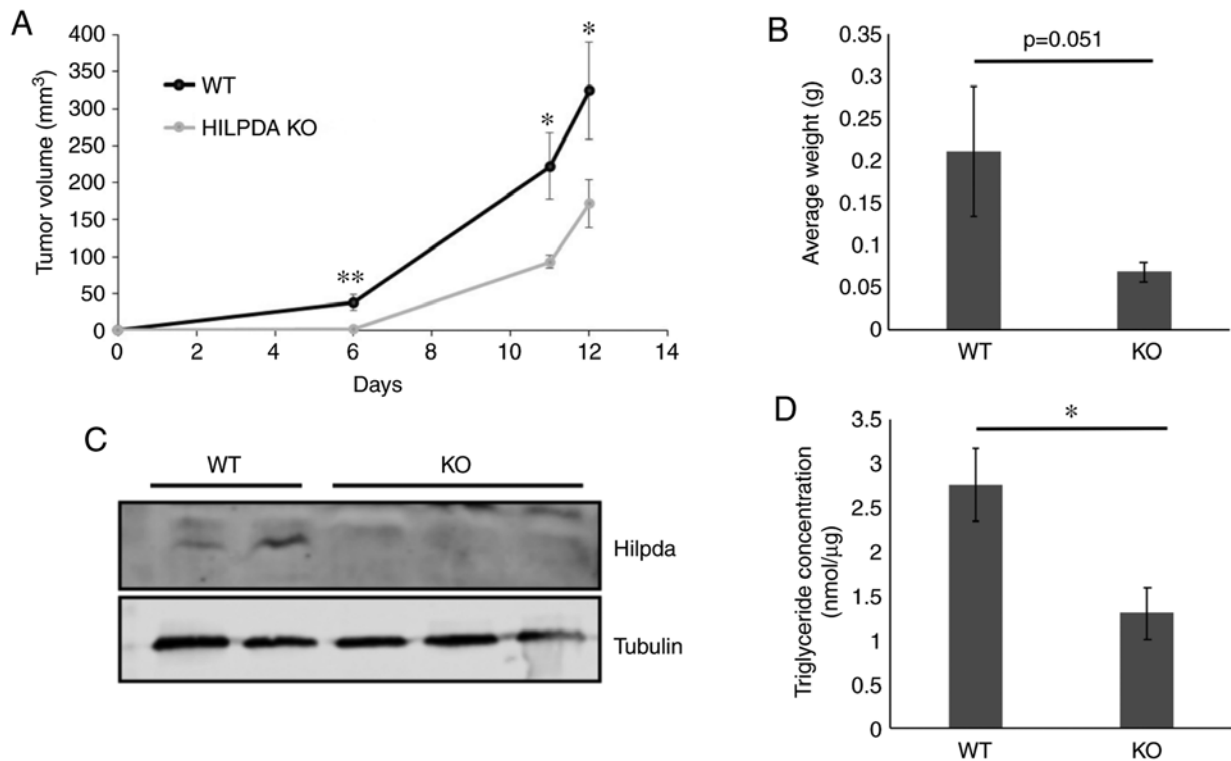 A
Tumor volume (mm³)
400
350
300
250
200
150
100
50
0
0 2 4 6 8 10 12 14
Days
WT
HILPDA KO
**
*
*
B
p=0.051
Average weight (g)
0.35
0.3
0.25
0.2
0.15
0.1
0.05
0
WT KO
C
WT KO
Hilpda
Tubulin
D
*
Triglyceride concentration
(nmol/µg)
3.5
3
2.5
2
1.5
1
0.5
0
WT KO